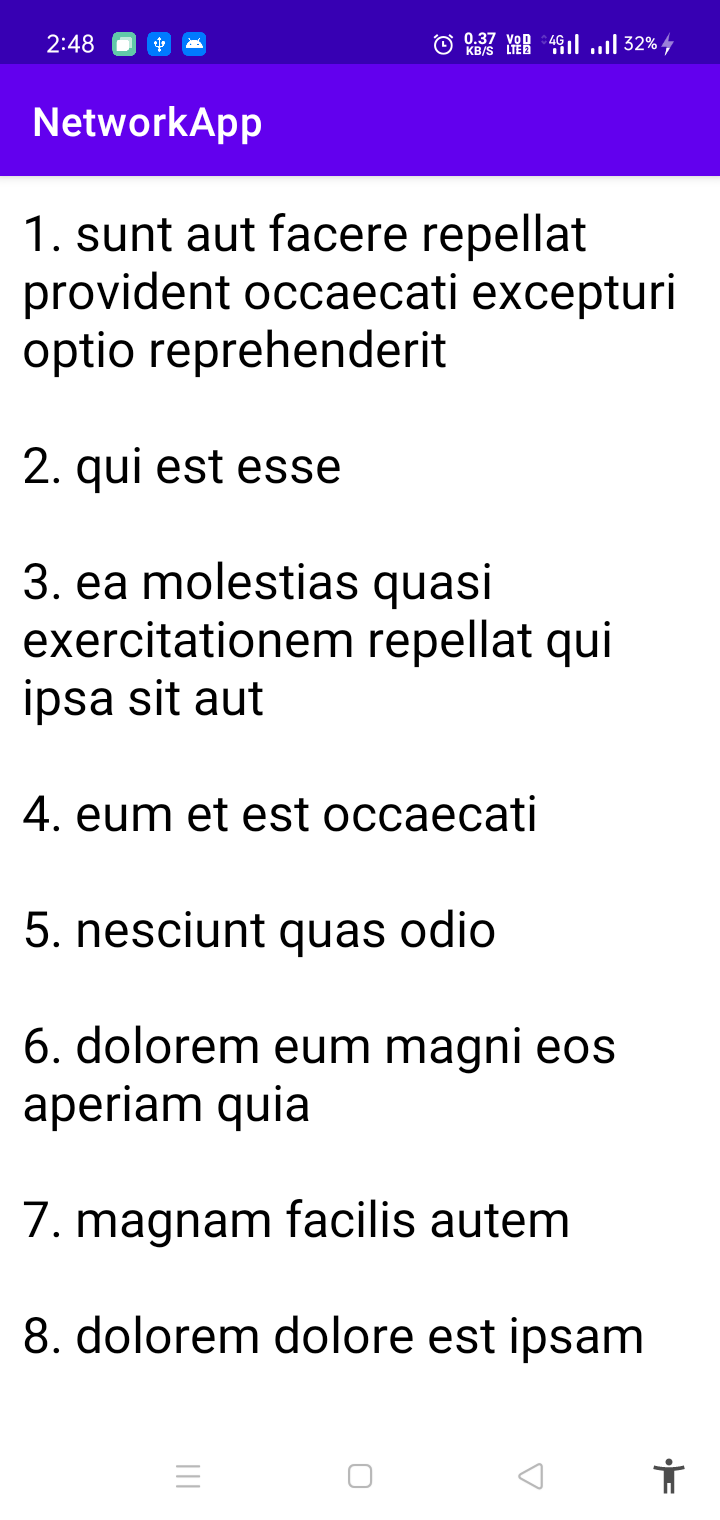 2:48 0.37 KB/S VoD LTE2 4G 32%
NetworkApp
1. sunt aut facere repellat
provident occaecati excepturi
optio reprehenderit
2. qui est esse
3. ea molestias quasi
exercitationem repellat qui
ipsa sit aut
4. eum et est occaecati
5. nesciunt quas odio
6. dolorem eum magni eos
aperiam quia
7. magnam facilis autem
8. dolorem dolore est ipsam